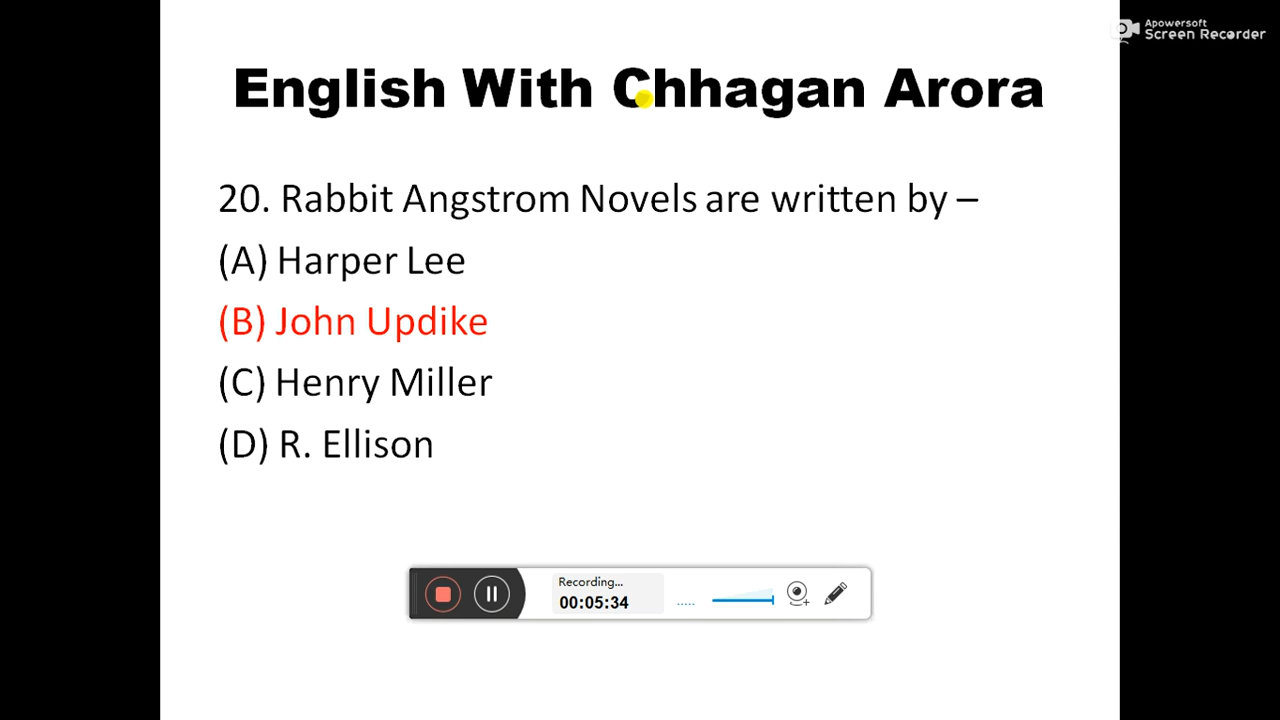 Apowersoft
Screen Recorder
English With Chhagan Arora
20. Rabbit Angstrom Novels are written by –
(A) Harper Lee
(B) John Updike
(C) Henry Miller
(D) R. Ellison
Recording...
00:05:34